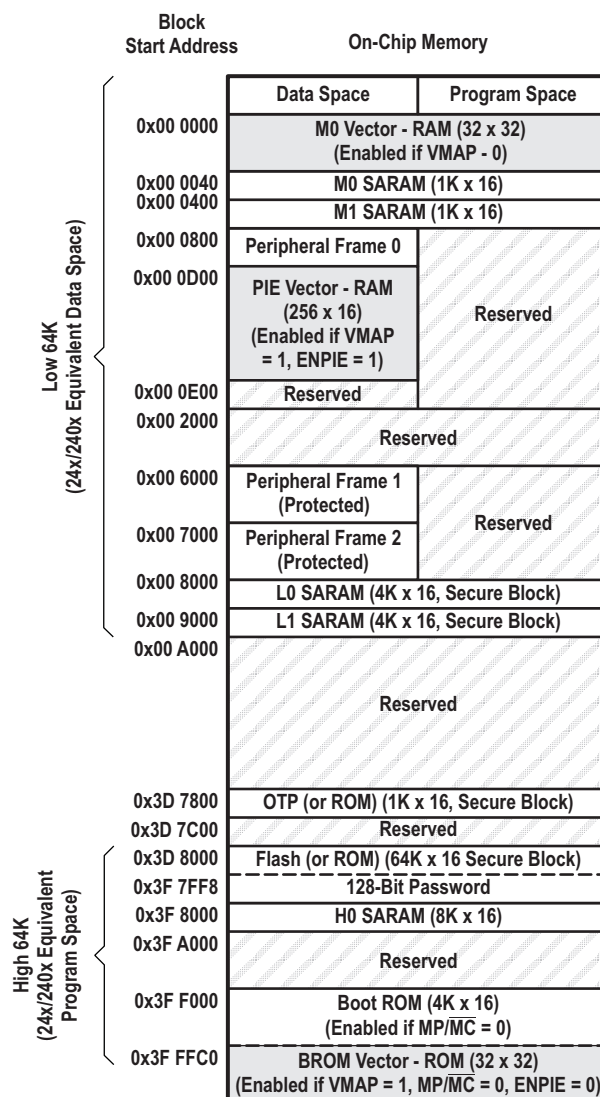 Block
Start Address
On-Chip Memory
Data Space
Program Space
0x00 0000
M0 Vector - RAM (32 x 32)
(Enabled if VMAP - 0)
0x00 0040
M0 SARAM (1K x 16)
0x00 0400
M1 SARAM (1K x 16)
0x00 0800
Peripheral Frame 0
Reserved
0x00 0D00
PIE Vector - RAM
(256 x 16)
(Enabled if VMAP
= 1, ENPIE = 1)
0x00 0E00
Reserved
0x00 2000
Reserved
0x00 6000
Peripheral Frame 1
(Protected)
Reserved
0x00 7000
Peripheral Frame 2
(Protected)
0x00 8000
L0 SARAM (4K x 16, Secure Block)
0x00 9000
L1 SARAM (4K x 16, Secure Block)
0x00 A000
Reserved
Low 64K
(24x/240x Equivalent Data Space)
0x3D 7800
OTP (or ROM) (1K x 16, Secure Block)
0x3D 7C00
Reserved
0x3D 8000
Flash (or ROM) (64K x 16 Secure Block)
0x3F 7FF8
128-Bit Password
0x3F 8000
H0 SARAM (8K x 16)
0x3F A000
Reserved
0x3F F000
Boot ROM (4K x 16)
(Enabled if MP/MC = 0)
0x3F FFC0
BROM Vector - ROM (32 x 32)
(Enabled if VMAP = 1, MP/MC = 0, ENPIE = 0)
High 64K
(24x/240x Equivalent
Program Space)